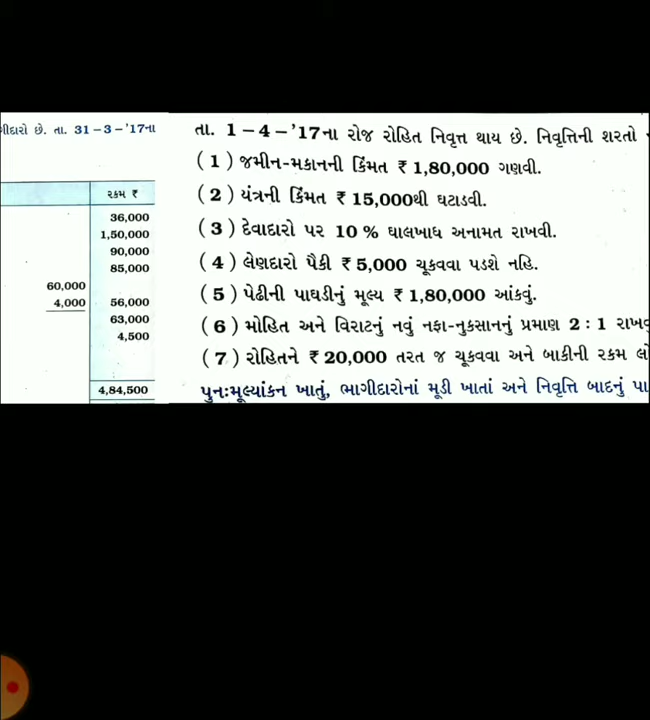 ગીદારો છે. તા. 31 – 3 – '17ના
રકમ ₹
36,000
1,50,000
90,000
85,000
60,000
4,000 56,000
63,000
4,500
4,84,500
તા. 1 – 4 – '17ના રોજ રોહિત નિવૃત્ત થાય છે. નિવૃત્તિની શરતો
( 1 ) જમીન-મકાનની કિંમત ₹ 1,80,000 ગણવી.
( 2 ) યંત્રની કિંમત ₹ 15,000થી ઘટાડવી.
( 3 ) દેવાદારો પર 10 % ઘાલખાધ અનામત રાખવી.
( 4 ) લેણદારો પૈકી ₹ 5,000 ચૂકવવા પડશે નહિ.
( 5 ) પેઢીની પાઘડીનું મૂલ્ય ₹ 1,80,000 આંકવું.
( 6 ) મોહિત અને વિરાટનું નવું નફા-નુકસાનનું પ્રમાણ 2 : 1 રાખવ
( 7 ) રોહિતને ₹ 20,000 તરત જ ચૂકવવા અને બાકીની રકમ લો
પુનઃમૂલ્યાંકન ખાતું, ભાગીદારોનાં મૂડી ખાતાં અને નિવૃત્તિ બાદનું પા